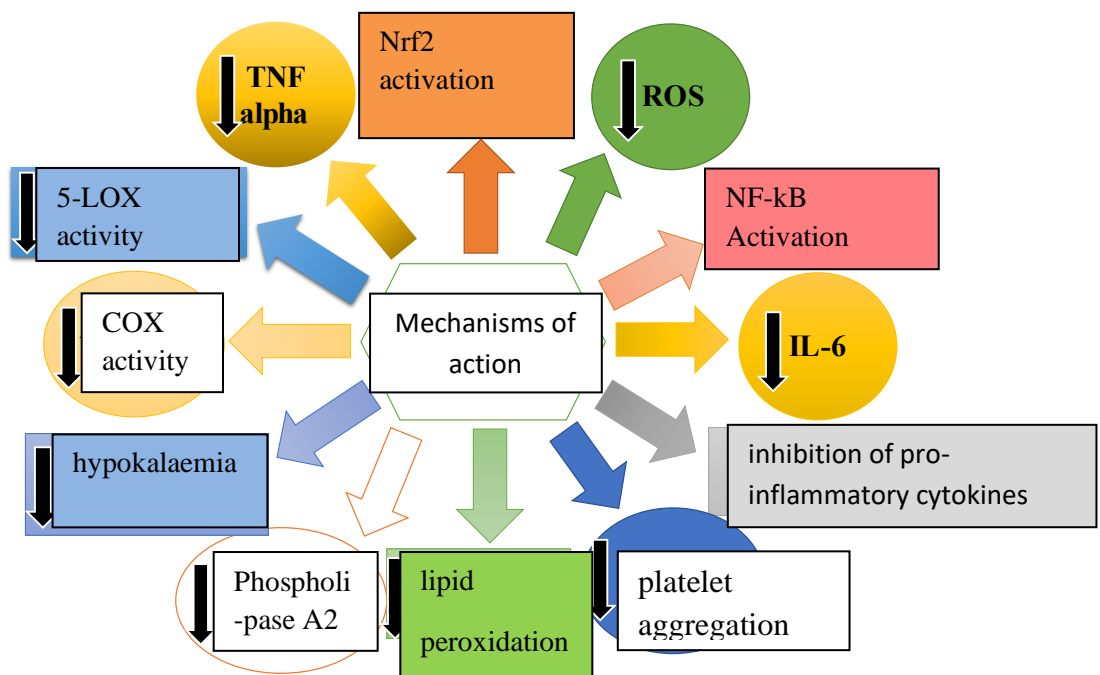 TNF
alpha
Nrf2
activation
ROS
5-LOX
activity
NF-kB
Activation
COX
activity
Mechanisms of
action
IL-6
hypokalaemia
inhibition of pro-
inflammatory cytokines
Phospholi
-pase A2
lipid
peroxidation
platelet
aggregation